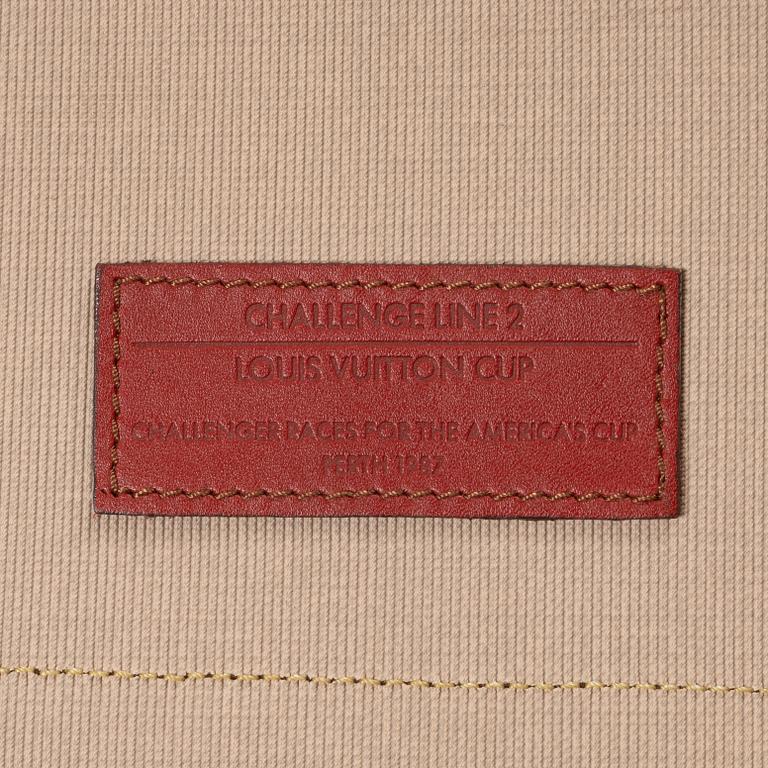 CHALLENGE LINE 2
LOUIS VUITTON CUP
CHALLENGER RACES FOR THE AMERICA'S CUP
PERTH 1987